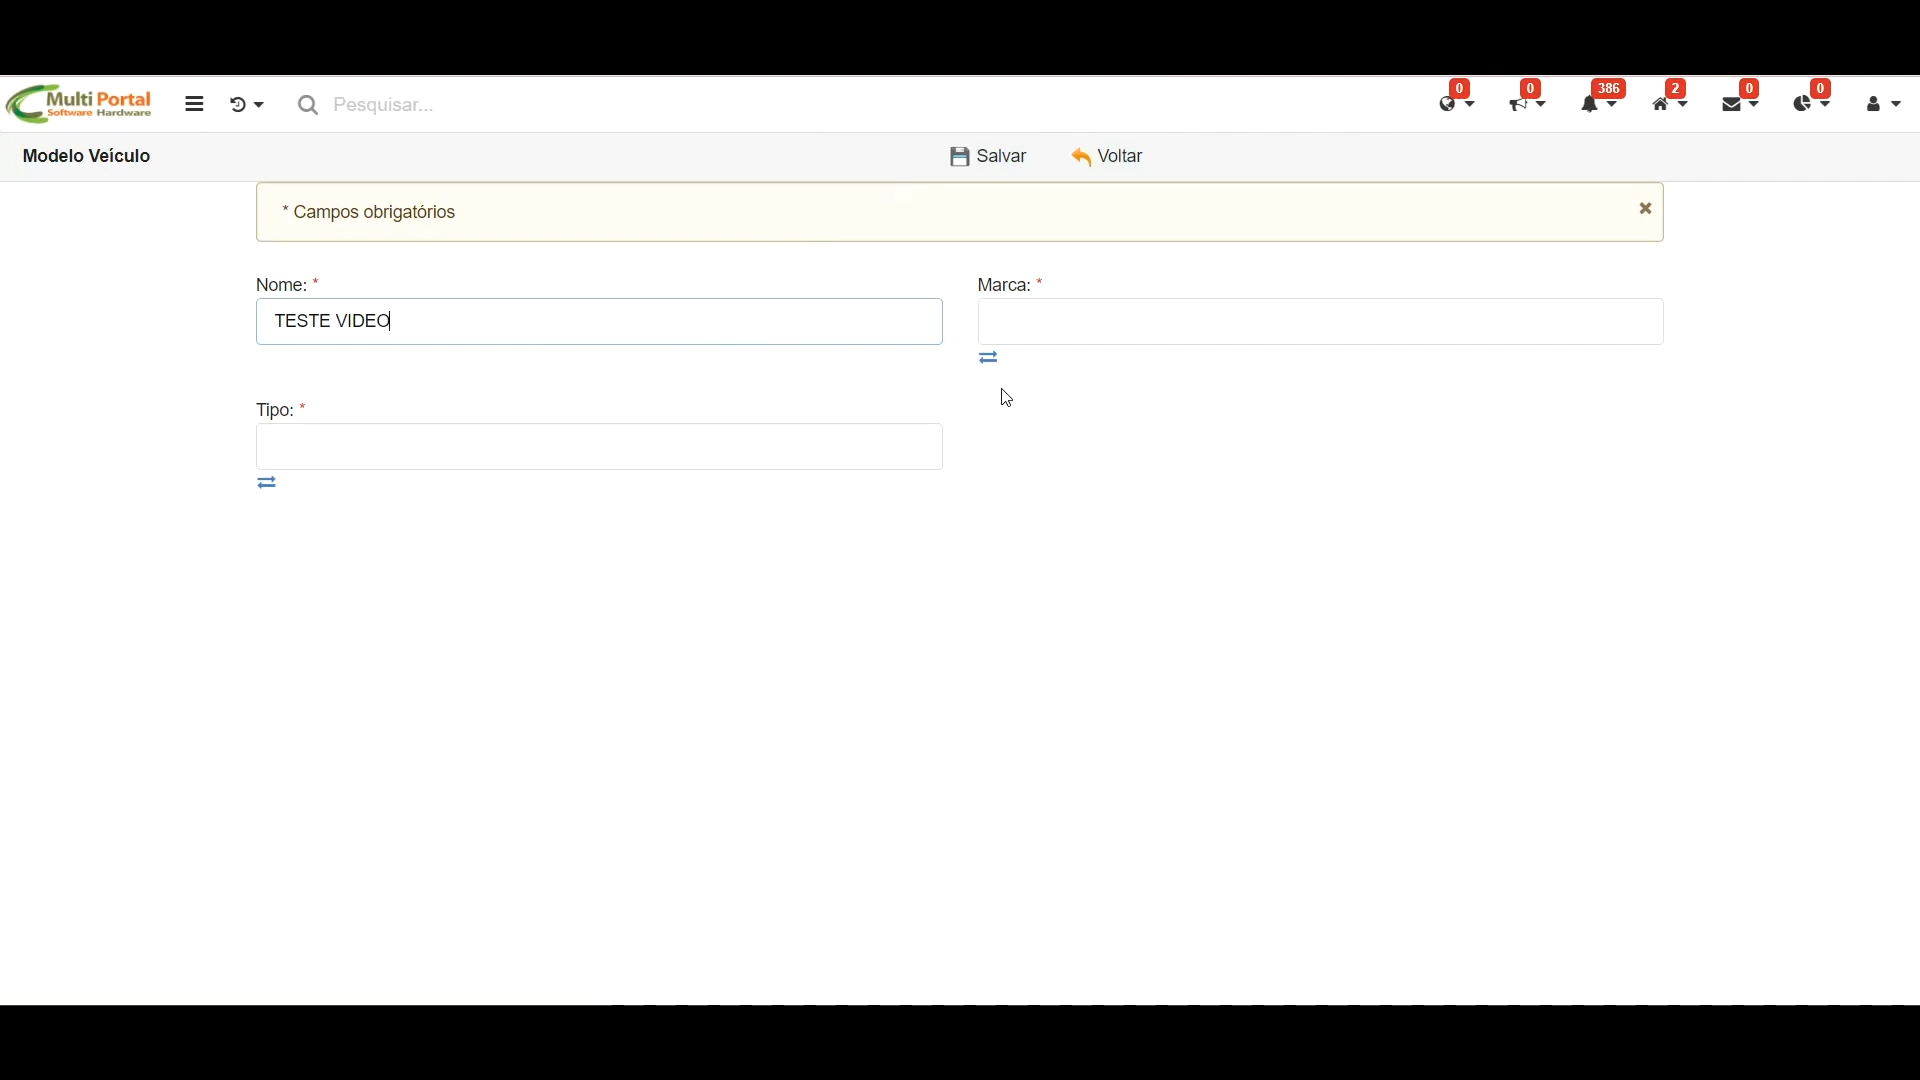 Multi Portal
Software Hardware
Pesquisar...
0
0
386
2
0
0
Modelo Veículo
Salvar
Voltar
* Campos obrigatórios
Nome: *
Marca: *
TESTE VIDEO
Tipo: *